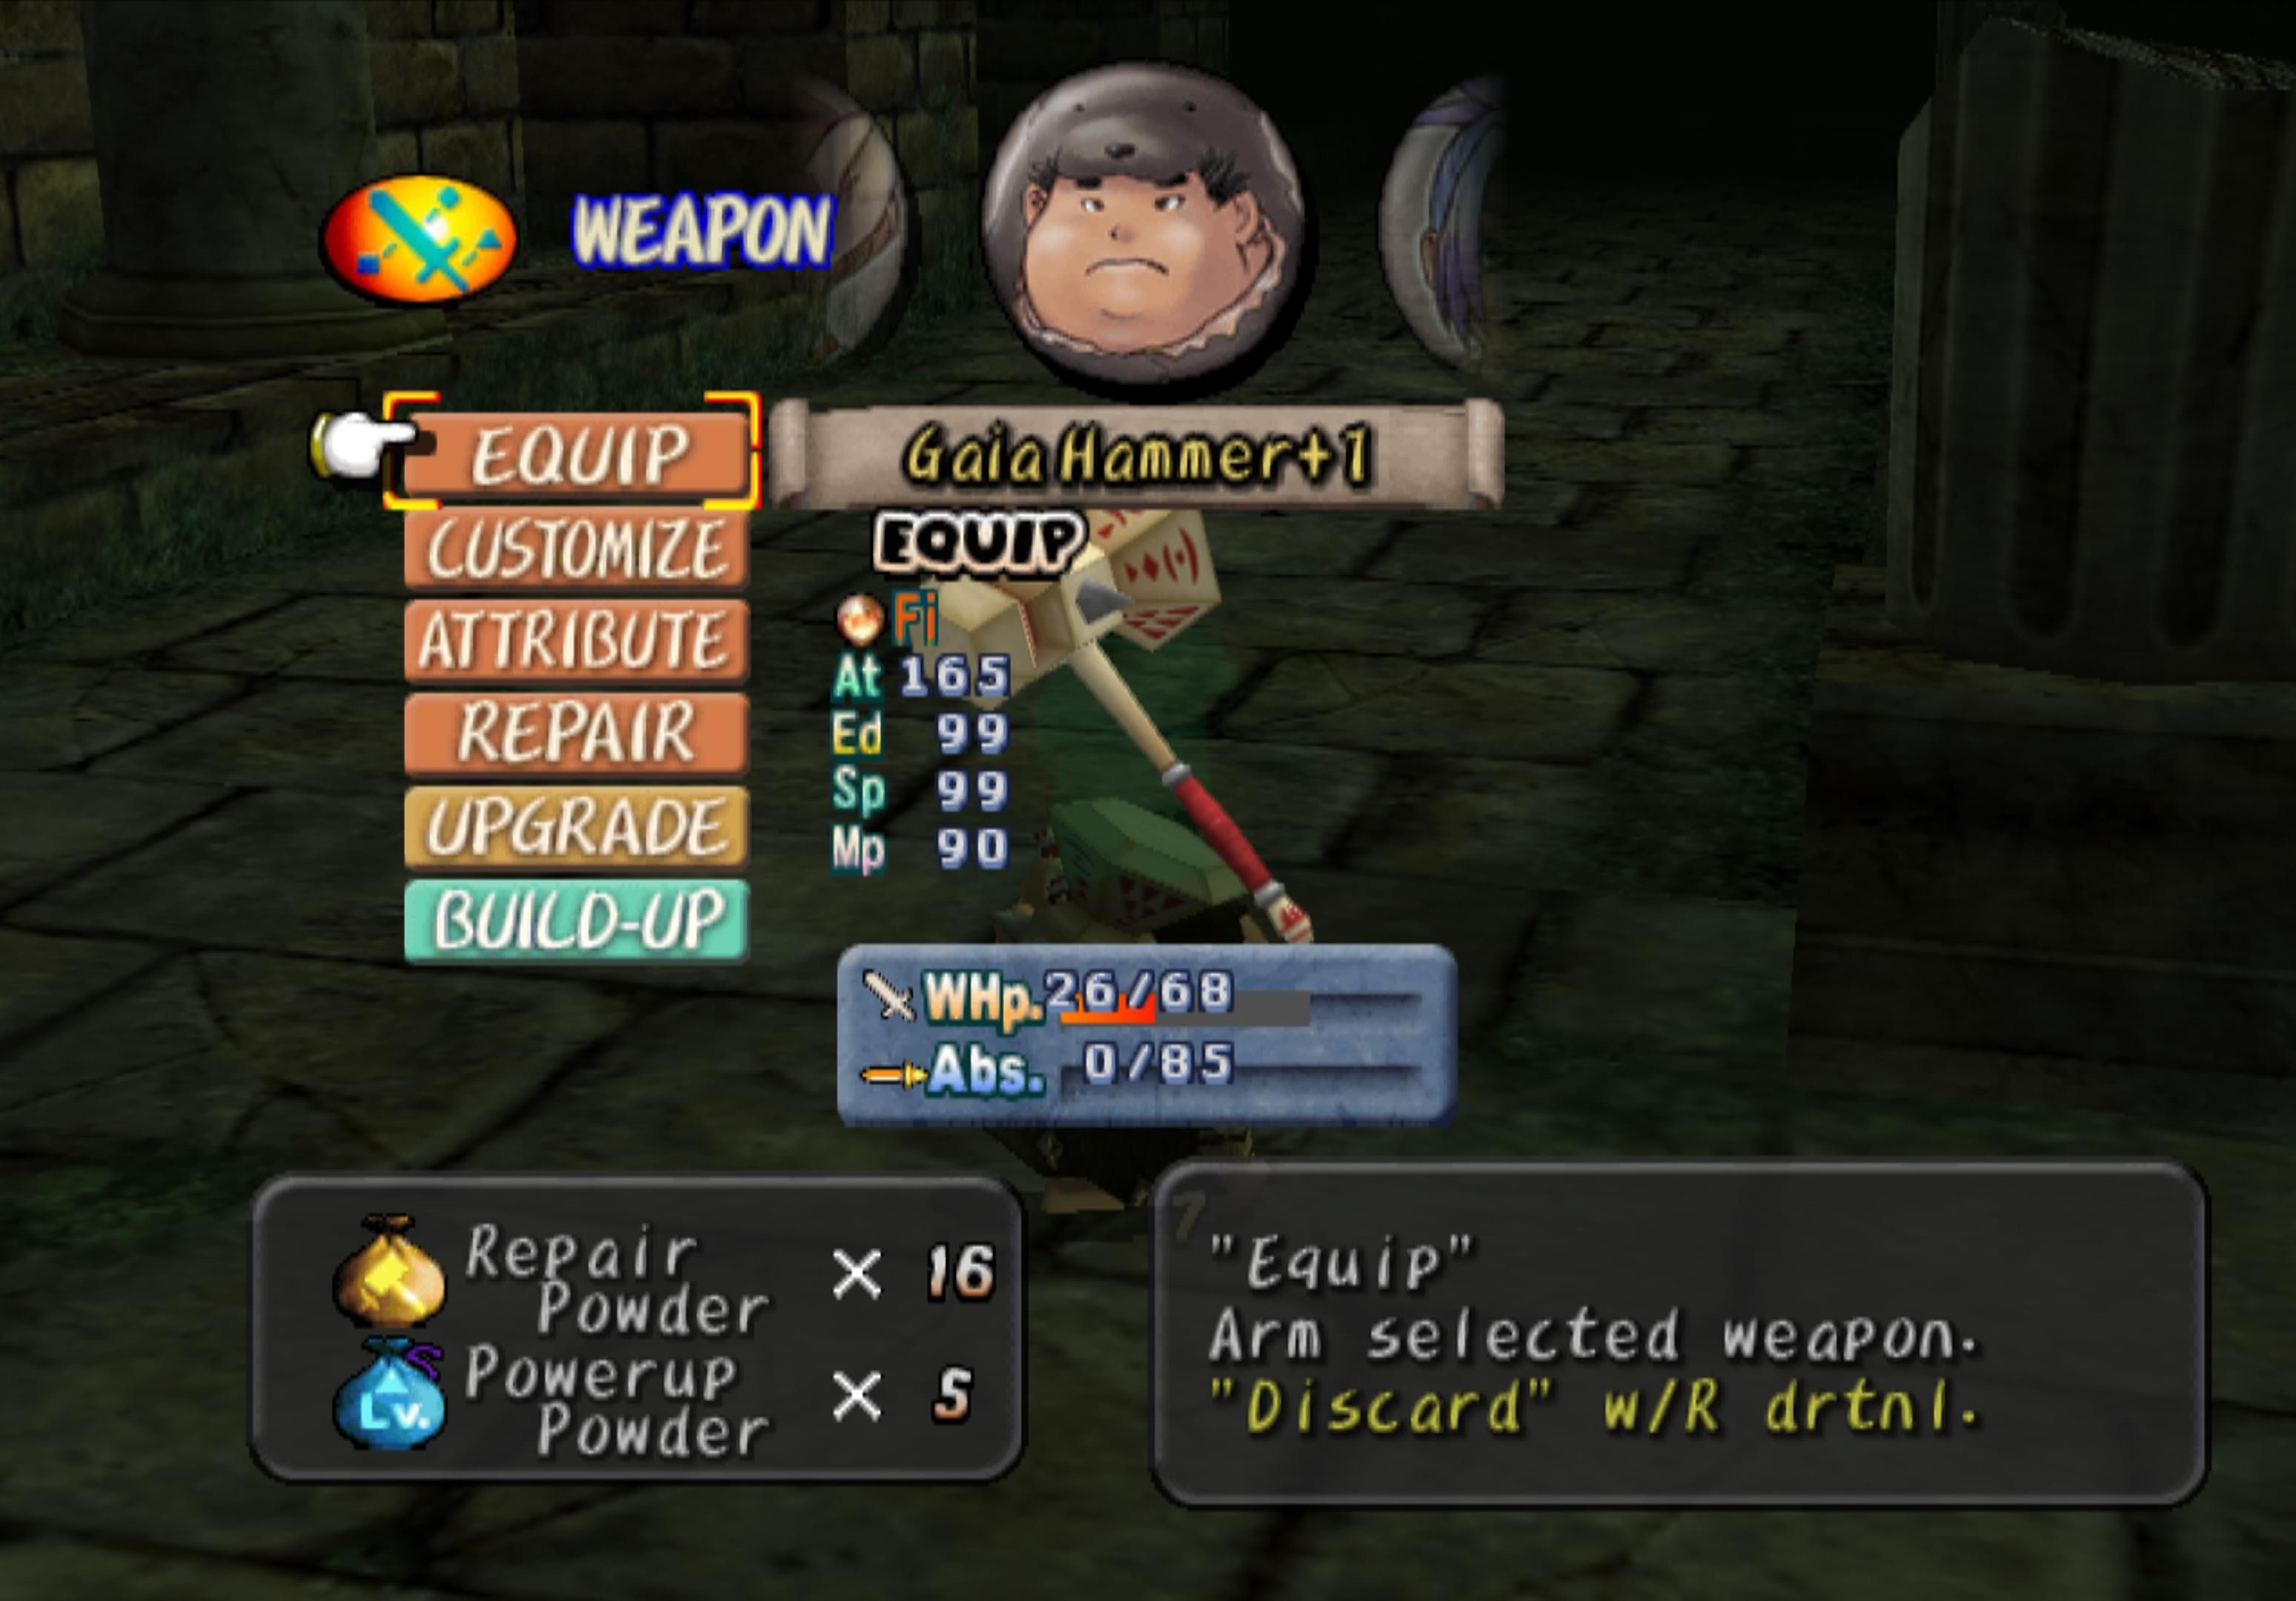 WEAPON
EQUIP
CUSTOMIZE
ATTRIBUTE
REPAIR
UPGRADE
BUILD-UP
Gaia Hammer+1
EQUIP
Fi
At 165
Ed 99
Sp 99
Mp 90
WHp. 26/68
Abs. 0/85
Repair
Powder × 16
Lv.
Powerup
Powder × 5
"Equip"
Arm selected weapon.
"Discard" w/R drtnl.